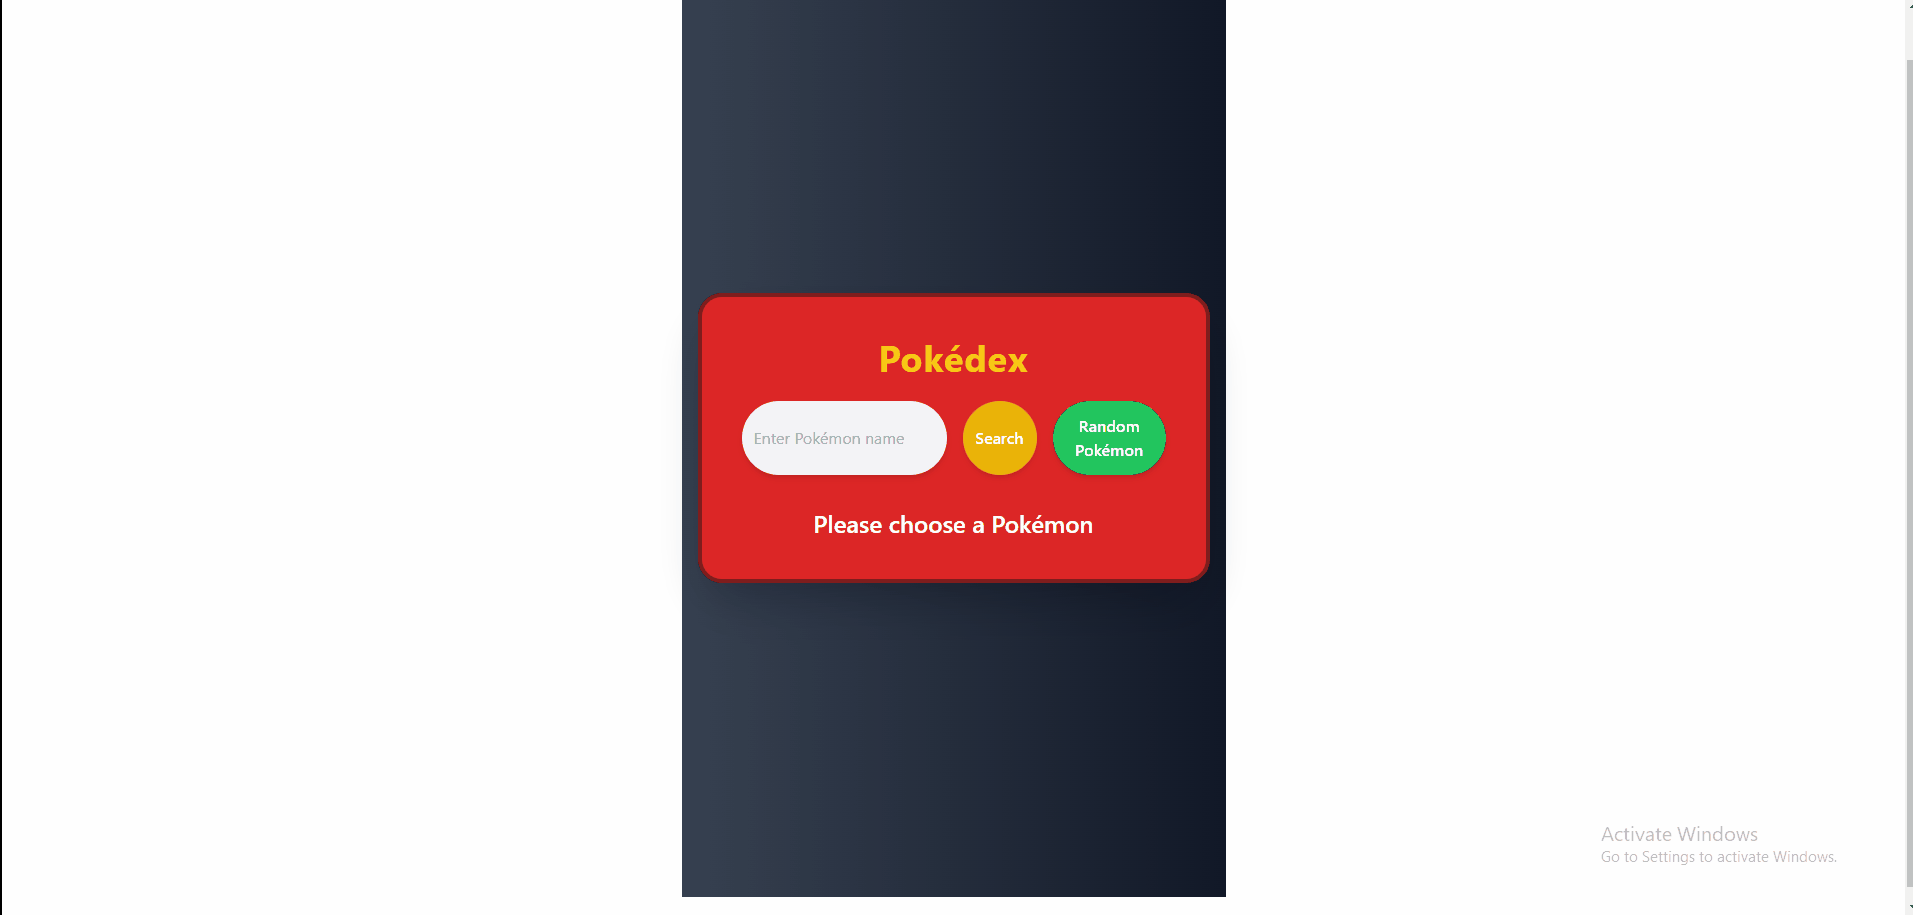 Pokédex
Enter Pokémon name
Search
Random
Pokémon
Please choose a Pokémon
Activate Windows
Go to Settings to activate Windows.